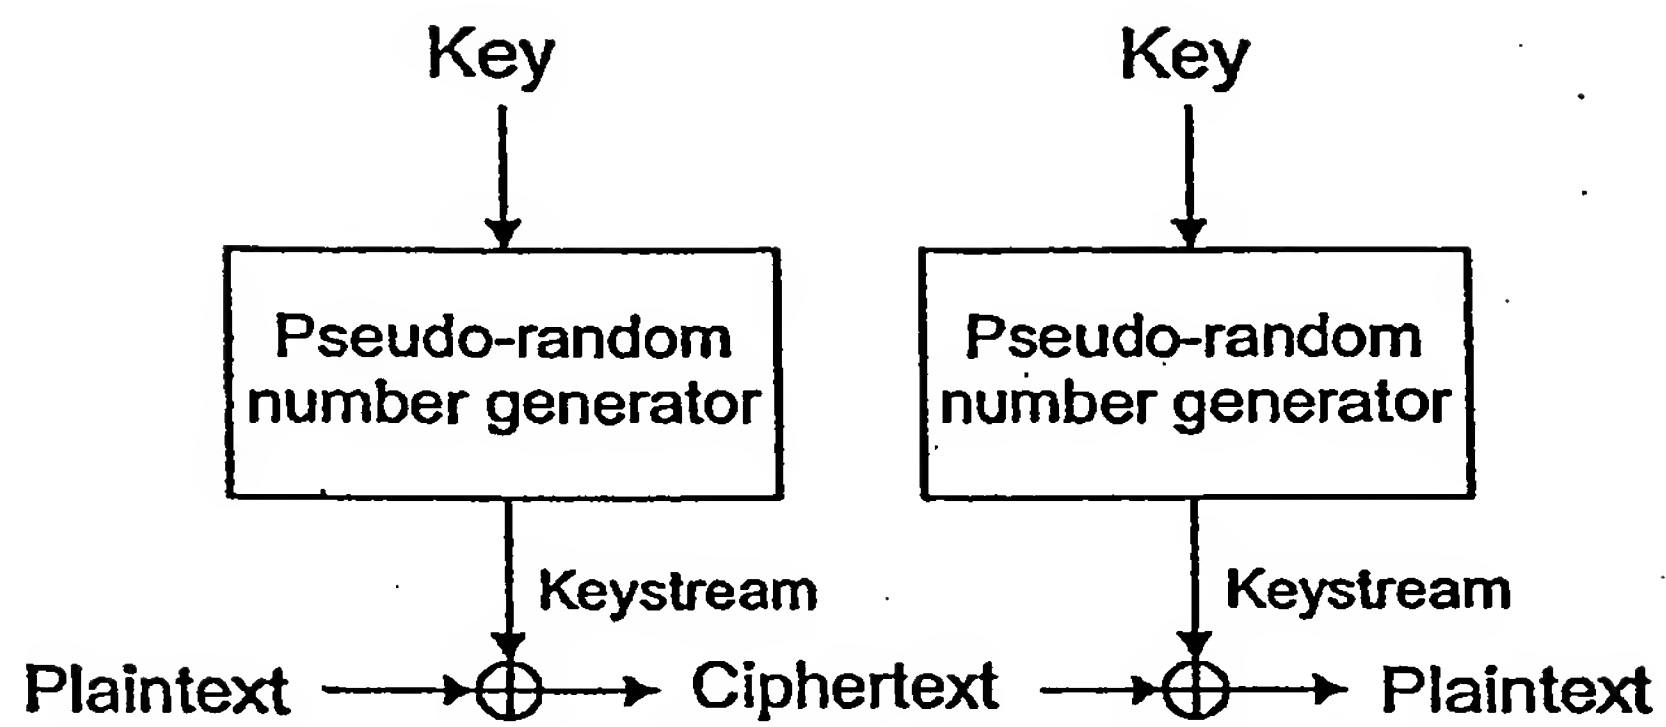 Key
Key
Pseudo-random
number generator
Pseudo-random
number generator
Keystream
Keystream
Plaintext
Ciphertext
Plaintext